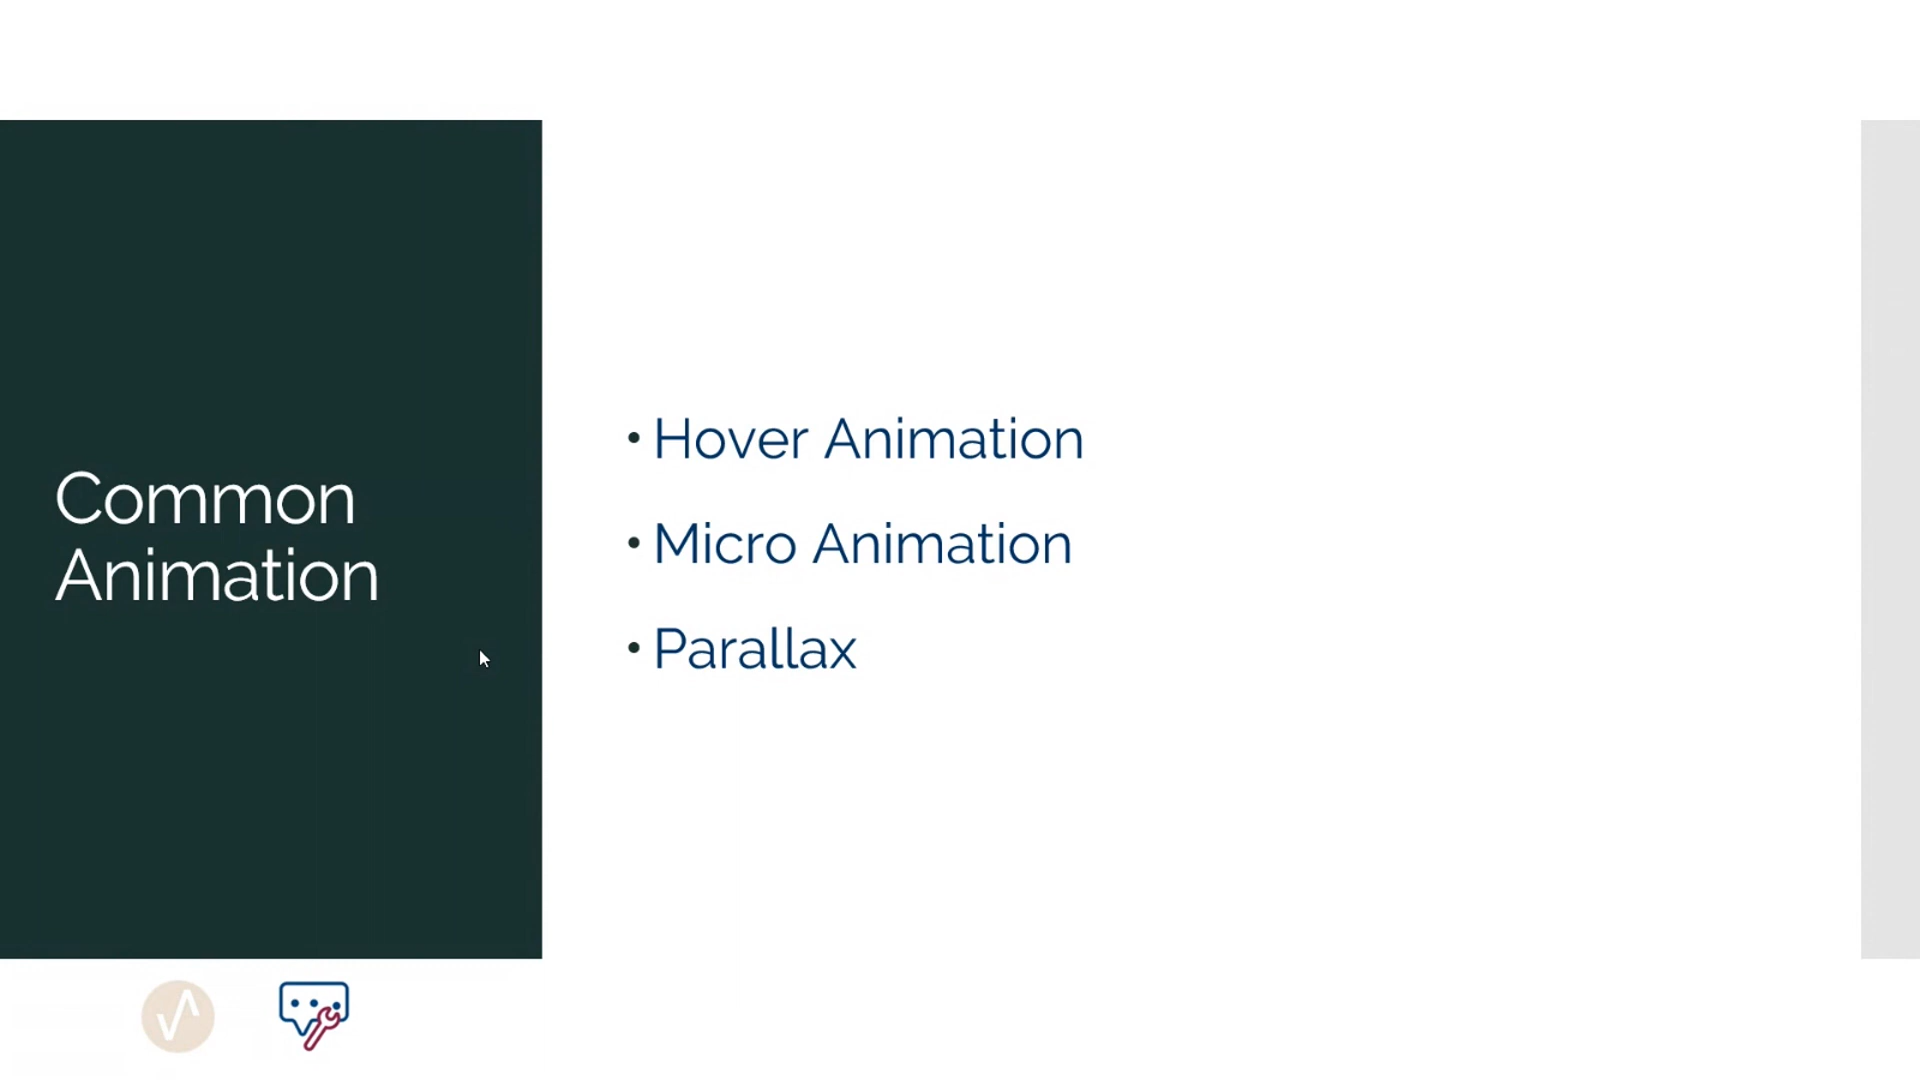 Common
Animation
• Hover Animation
• Micro Animation
• Parallax